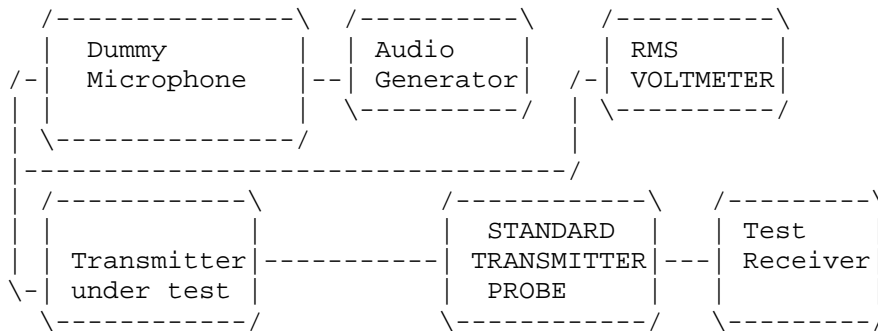 Dummy
Microphone
Audio
Generator
RMS
VOLTMETER
Transmitter
under test
STANDARD
TRANSMITTER
PROBE
Test
Receiver